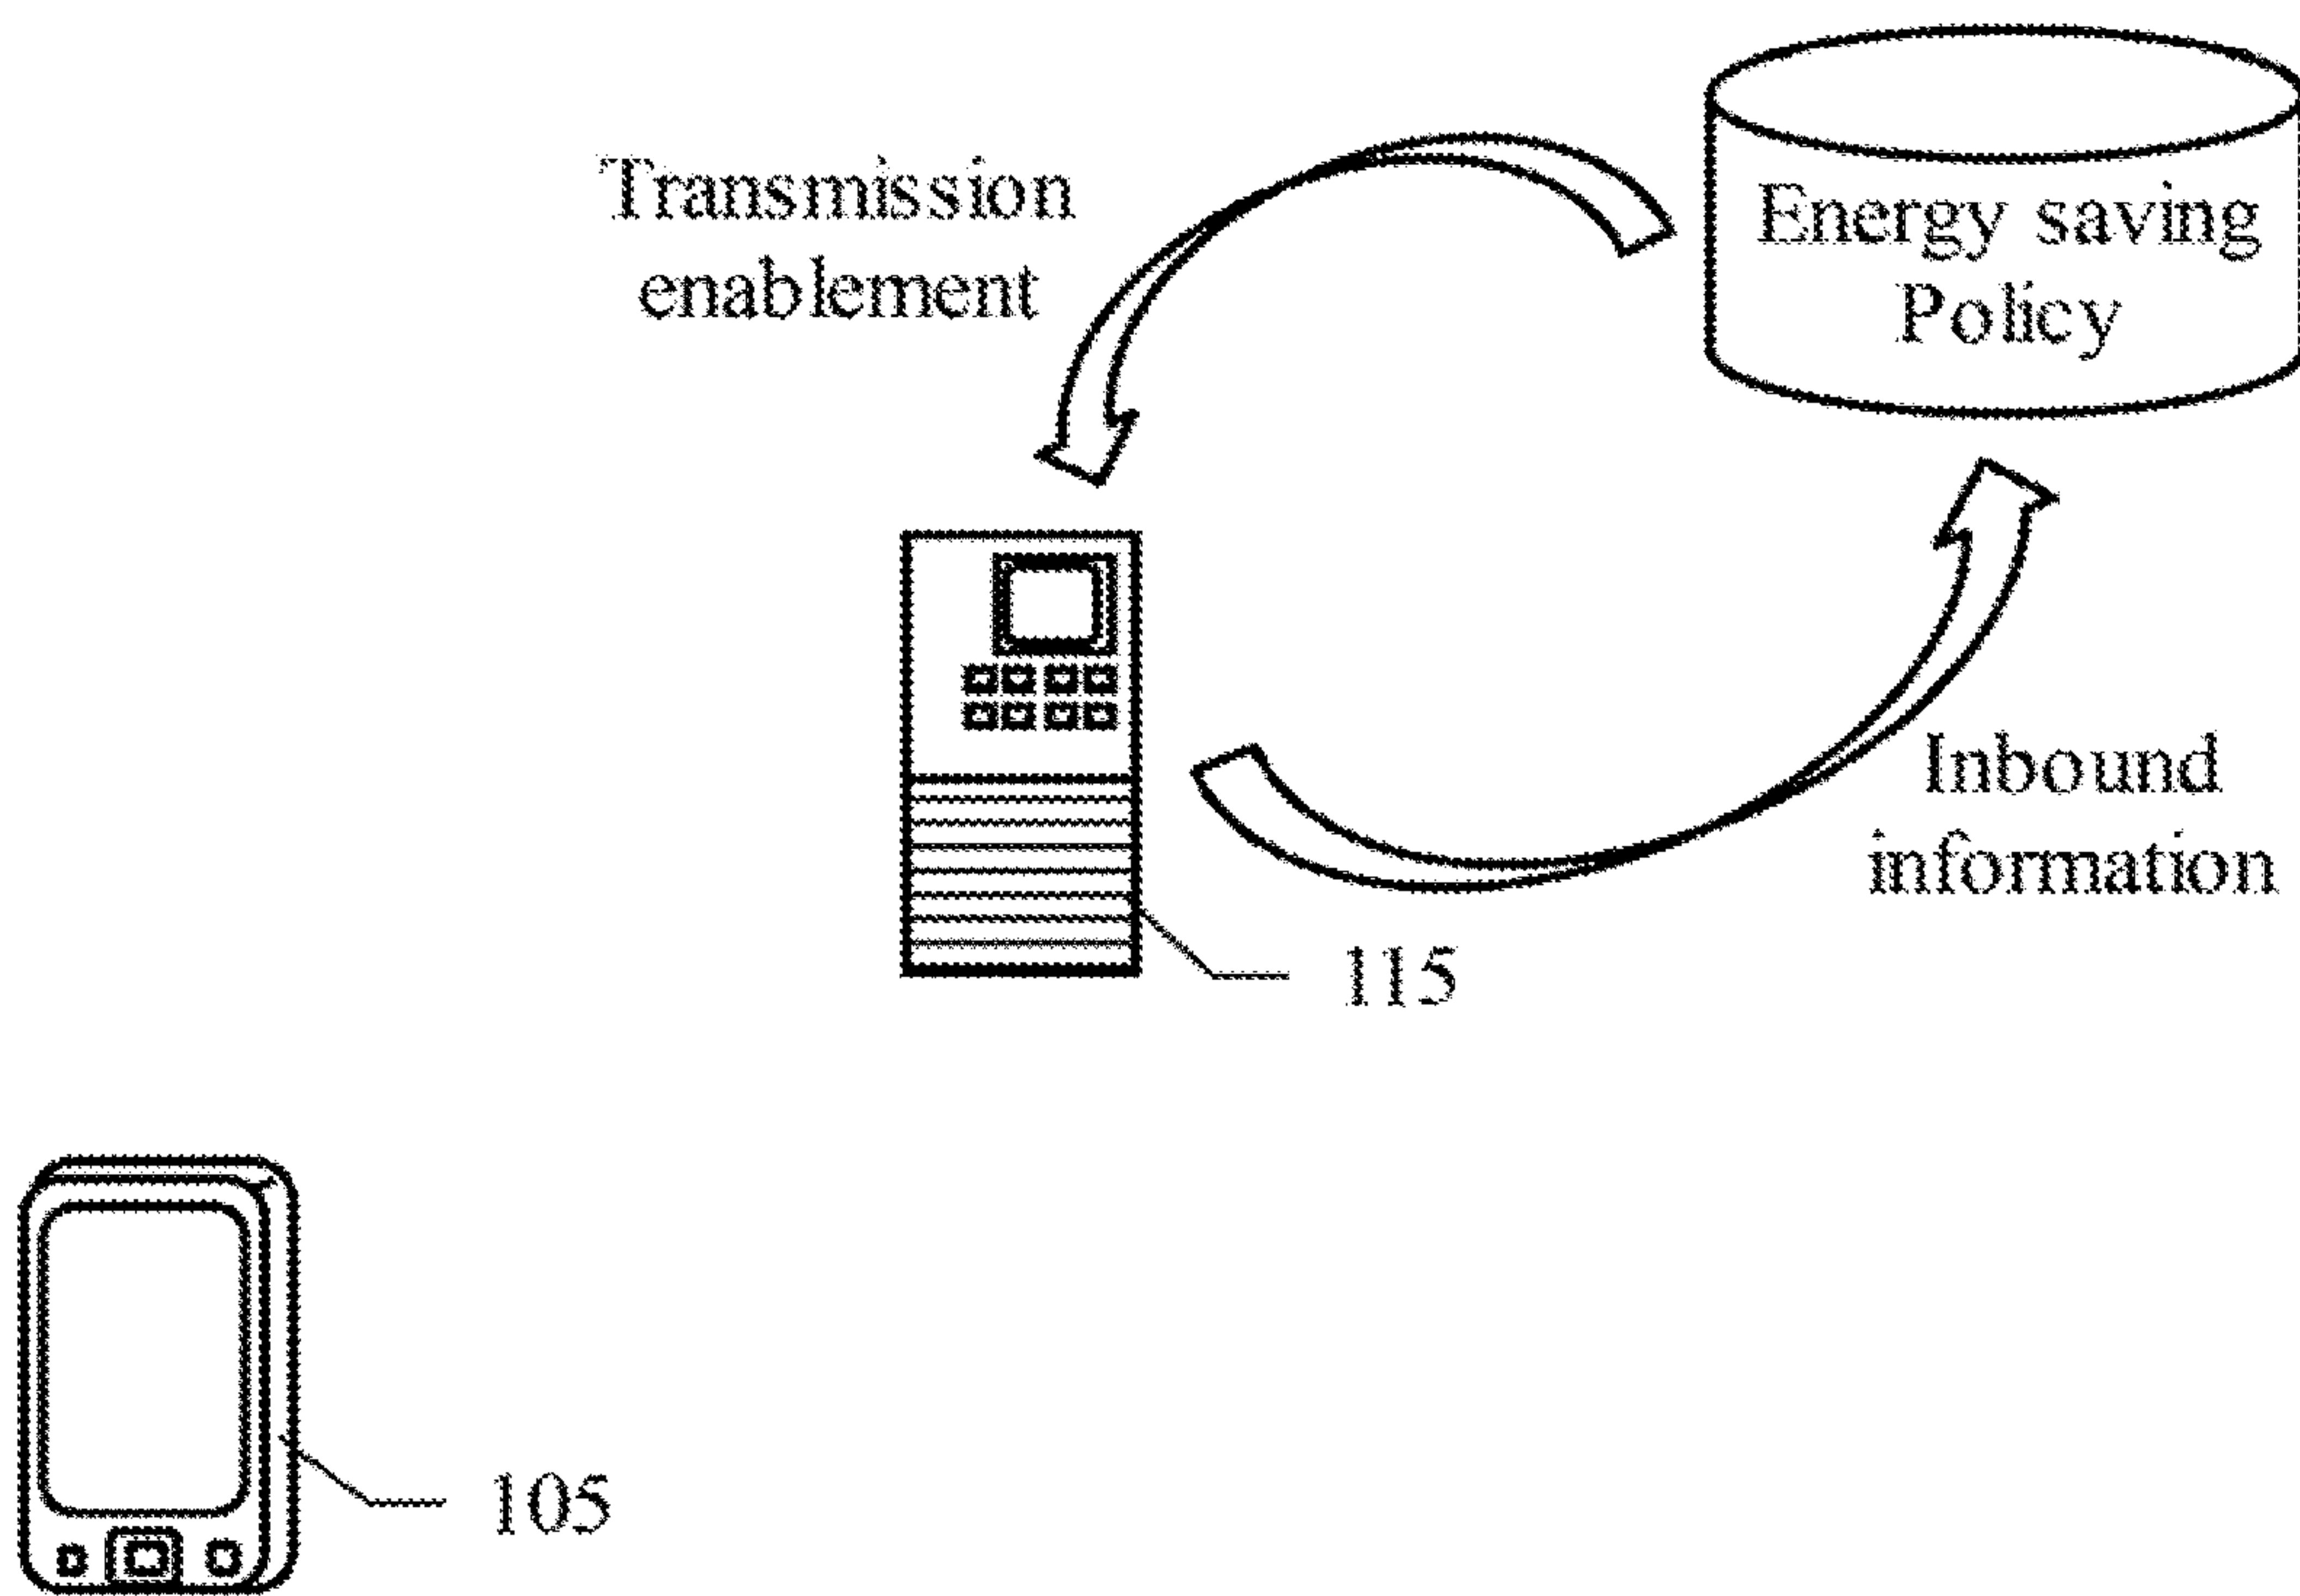 Transmission
enablement
Energy saving
Policy
Inbound
information
115
105